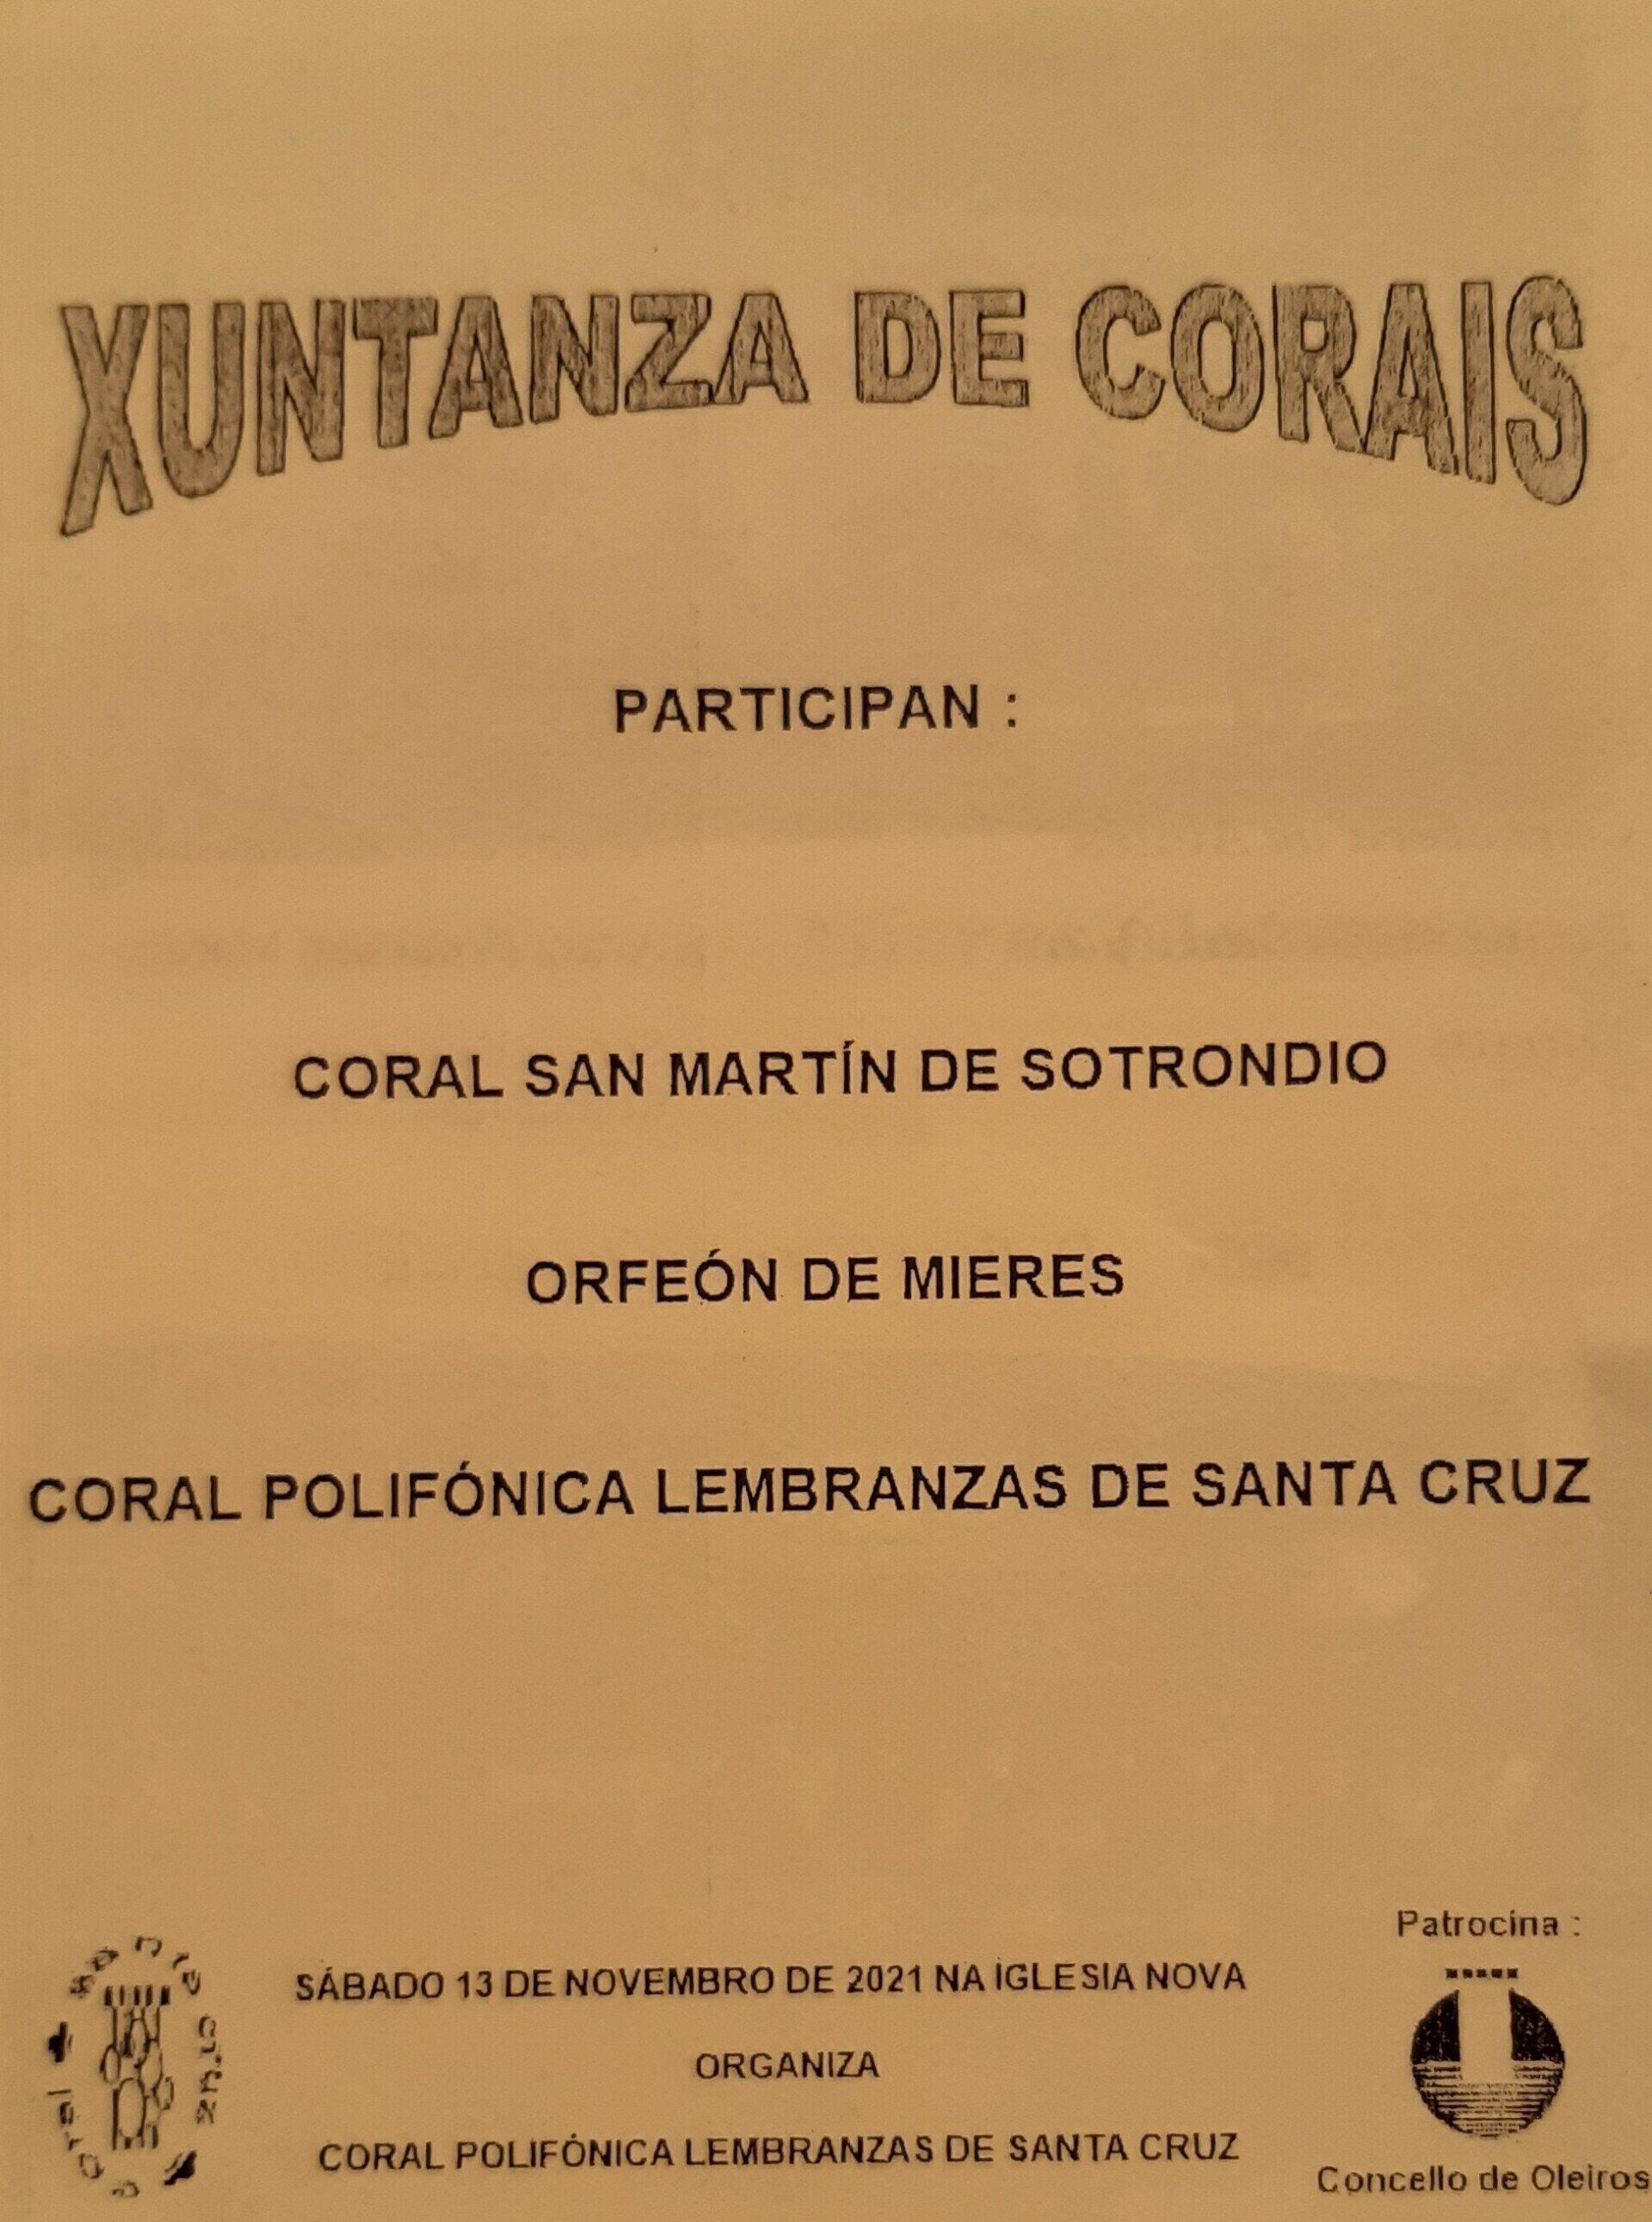 XUNTANZA DE CORAIS
PARTICIPAN :
CORAL SAN MARTÍN DE SOTRONDIO
ORFEÓN DE MIERES
CORAL POLIFÓNICA LEMBRANZAS DE SANTA CRUZ
Patrocina :
SÁBADO 13 DE NOVEMBRO DE 2021 NA IGLESIA NOVA
ORGANIZA
CORAL POLIFÓNICA LEMBRANZAS DE SANTA CRUZ
Concello de Oleiros